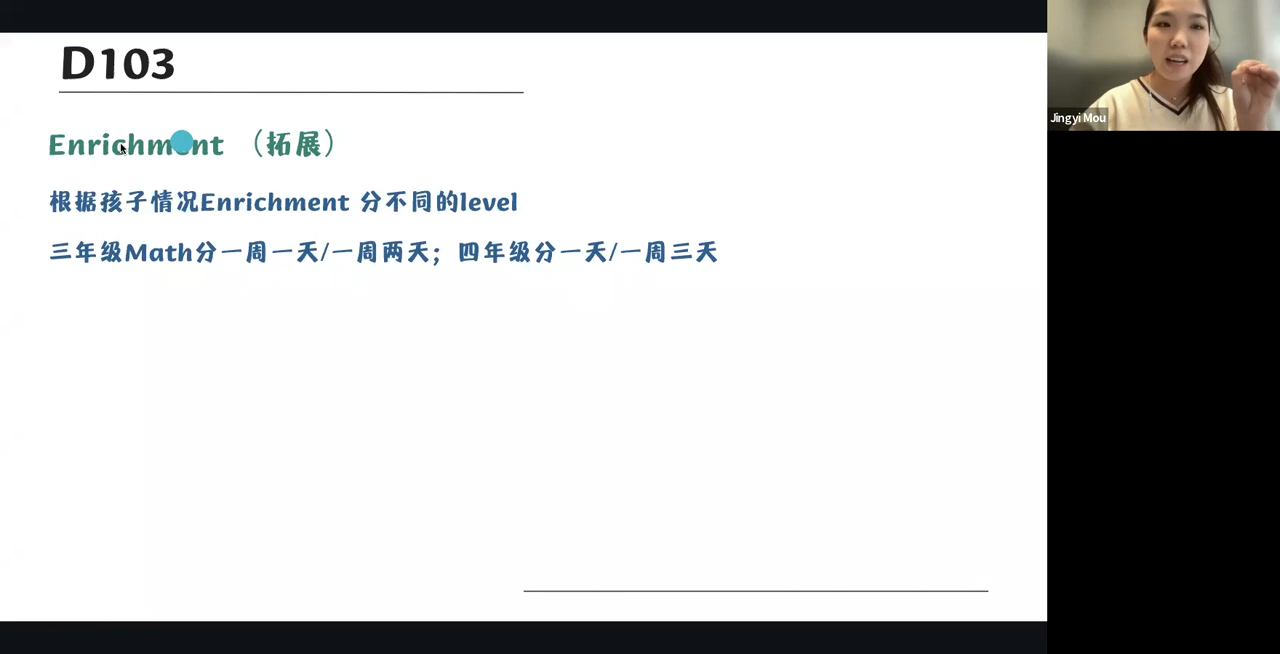 D103
Enrichment （拓展）
根据孩子情况Enrichment 分不同的level
三年级Math分一周一天/一周两天；四年级分一天/一周三天
Jingyi Mou